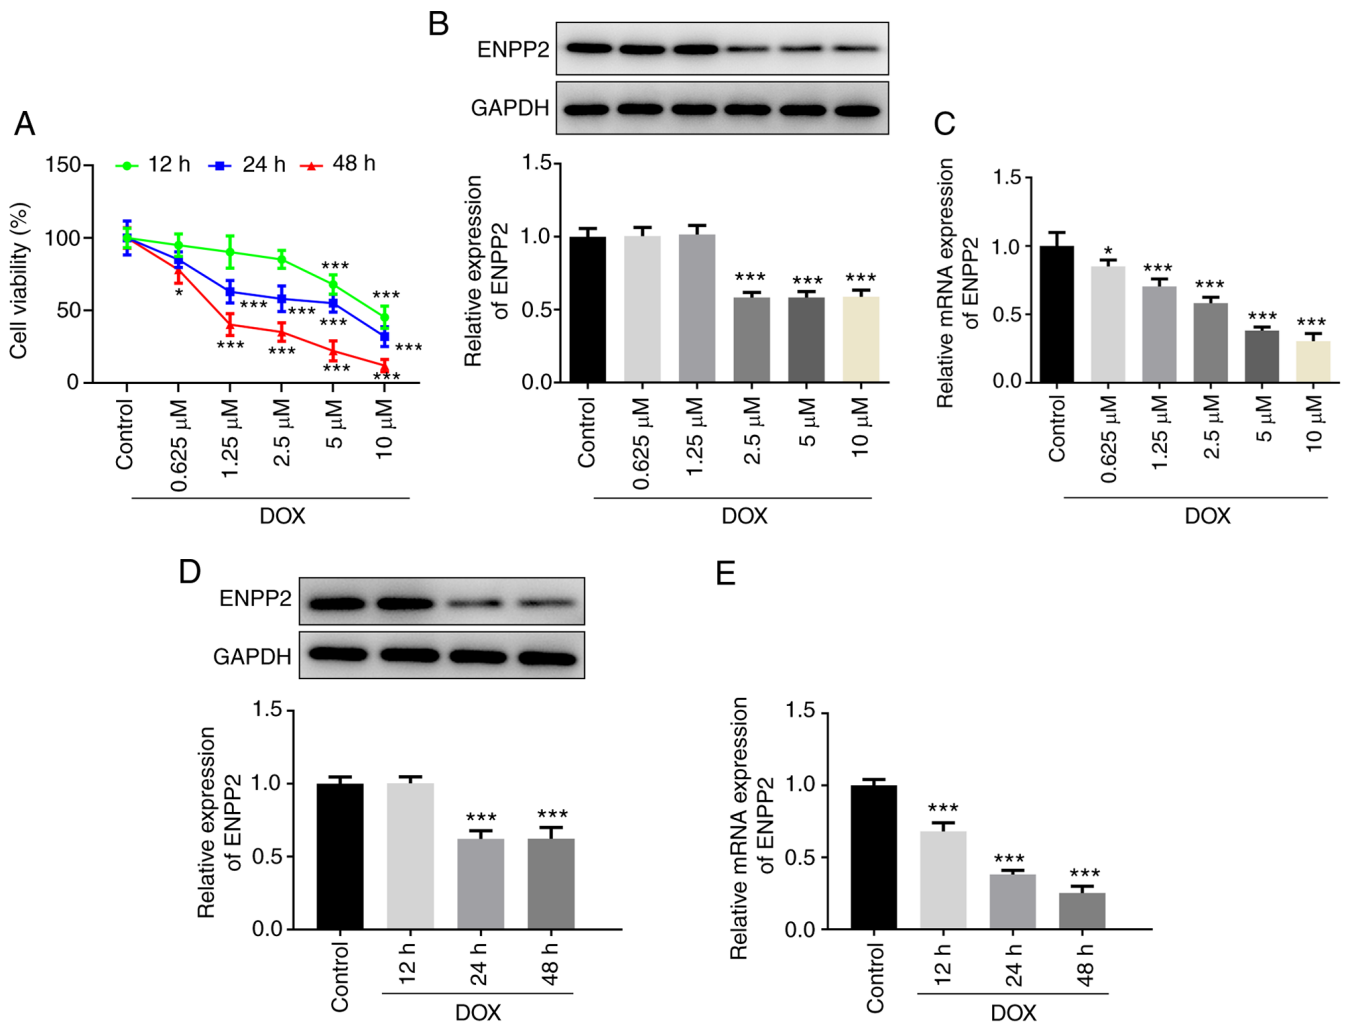 A
150
100
50
0
Cell viability (%)
12 h
24 h
48 h
***
***
*
***
***
***
***
***
***
***
***
Control
0.625 µM
1.25 µM
2.5 µM
5 µM
10 µM
DOX
B
ENPP2
GAPDH
1.5
1.0
0.5
0.0
Relative expression
of ENPP2
***
***
***
Control
0.625 µM
1.25 µM
2.5 µM
5 µM
10 µM
DOX
C
1.5
1.0
0.5
0.0
Relative mRNA expression
of ENPP2
*
***
***
***
***
Control
0.625 µM
1.25 µM
2.5 µM
5 µM
10 µM
DOX
D
ENPP2
GAPDH
1.5
1.0
0.5
0.0
Relative expression
of ENPP2
***
***
Control
12 h
24 h
48 h
DOX
E
1.5
1.0
0.5
0.0
Relative mRNA expression
of ENPP2
***
***
***
Control
12 h
24 h
48 h
DOX